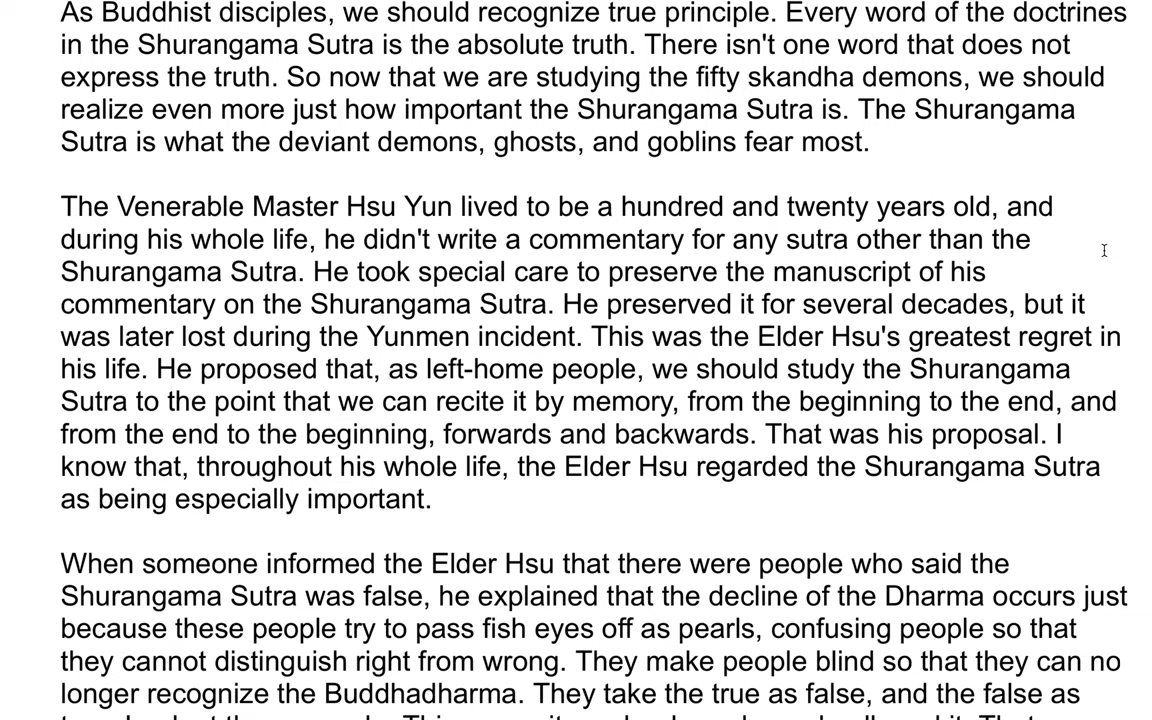 As Buddhist disciples, we should recognize true principle. Every word of the doctrines
in the Shurangama Sutra is the absolute truth. There isn't one word that does not
express the truth. So now that we are studying the fifty skandha demons, we should
realize even more just how important the Shurangama Sutra is. The Shurangama
Sutra is what the deviant demons, ghosts, and goblins fear most.
The Venerable Master Hsu Yun lived to be a hundred and twenty years old, and
during his whole life, he didn't write a commentary for any sutra other than the
Shurangama Sutra. He took special care to preserve the manuscript of his
commentary on the Shurangama Sutra. He preserved it for several decades, but it
was later lost during the Yunmen incident. This was the Elder Hsu's greatest regret in
his life. He proposed that, as left-home people, we should study the Shurangama
Sutra to the point that we can recite it by memory, from the beginning to the end, and
from the end to the beginning, forwards and backwards. That was his proposal. I
know that, throughout his whole life, the Elder Hsu regarded the Shurangama Sutra
as being especially important.
When someone informed the Elder Hsu that there were people who said the
Shurangama Sutra was false, he explained that the decline of the Dharma occurs just
because these people try to pass fish eyes off as pearls, confusing people so that
they cannot distinguish right from wrong. They make people blind so that they can no
longer recognize the Buddhadharma. They take the true as false, and the false as